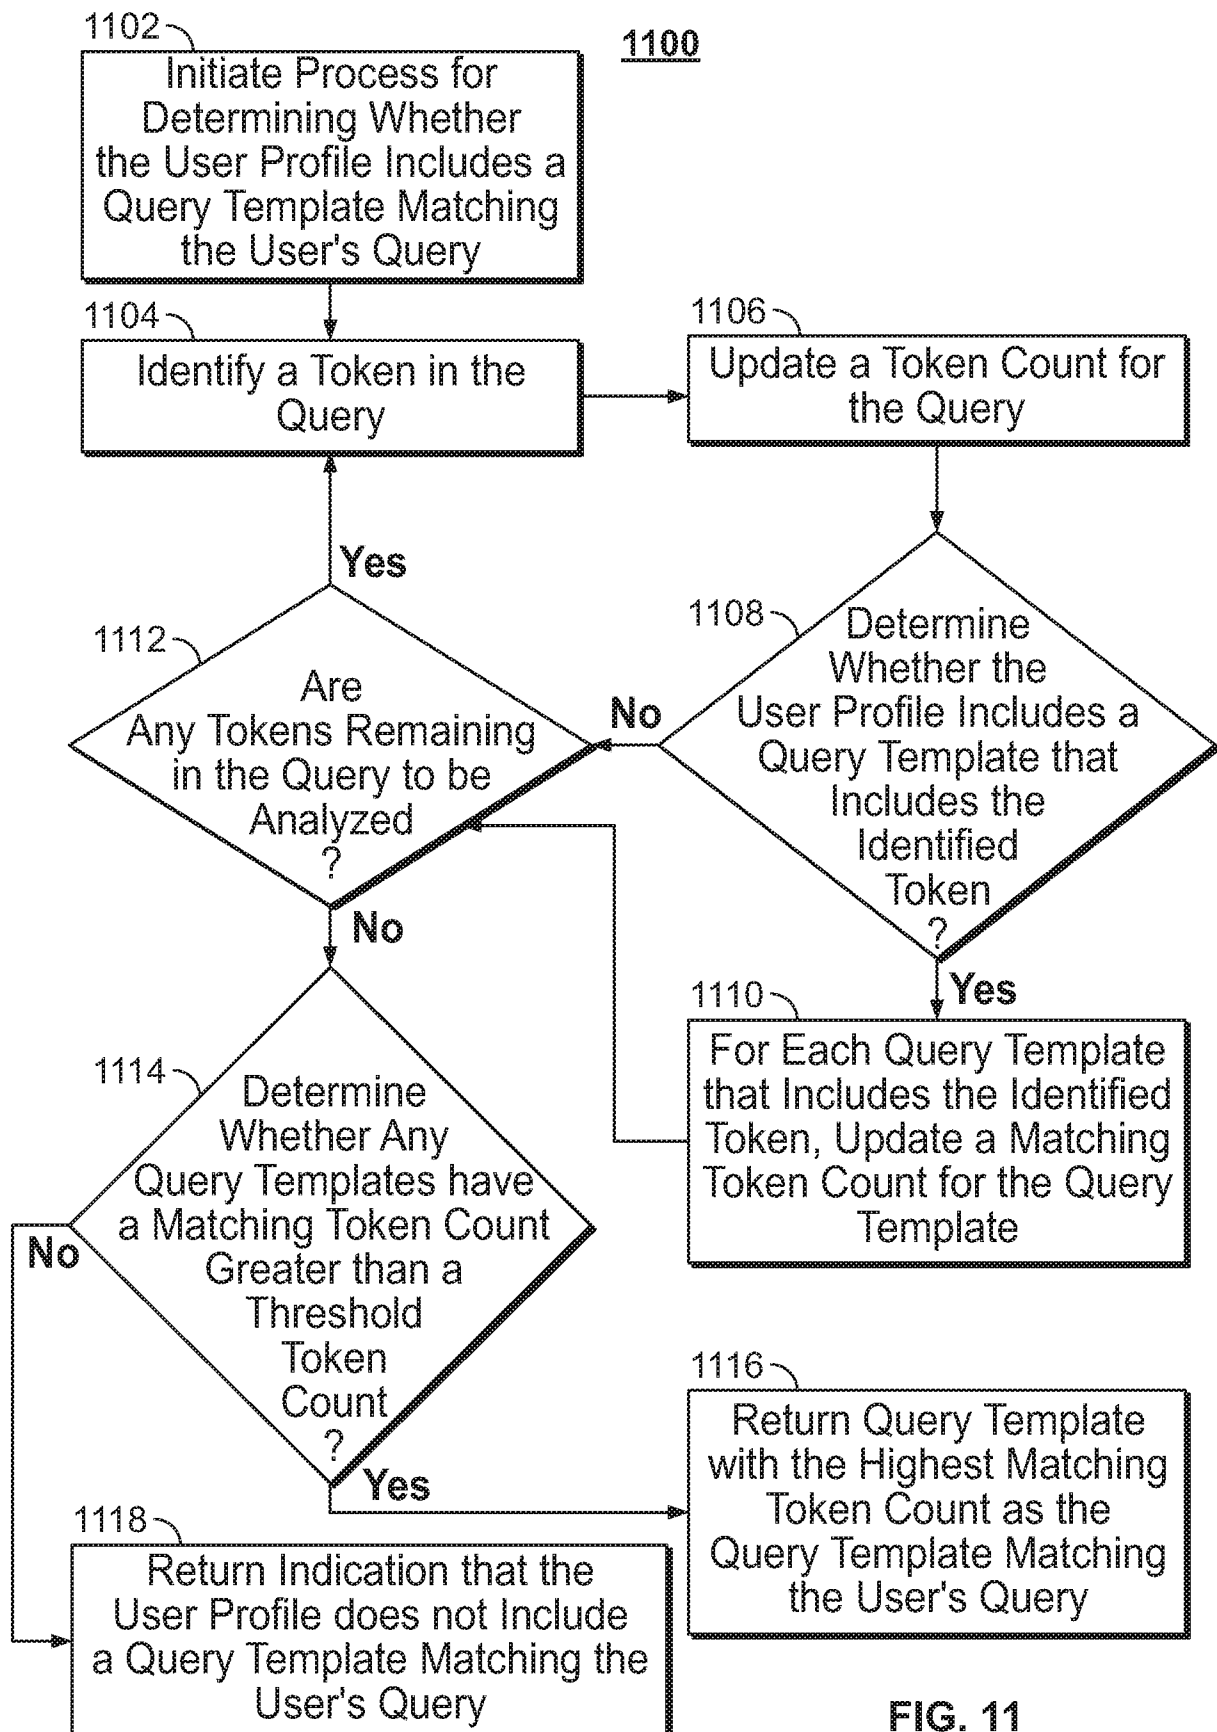 1100
1102
Initiate Process for
Determining Whether
the User Profile Includes a
Query Template Matching
the User's Query
1104
Identify a Token in the
Query
1106
Update a Token Count for
the Query
1108
Determine
Whether the
User Profile Includes a
Query Template that
Includes the
Identified
Token
?
No
Yes
1110
For Each Query Template
that Includes the Identified
Token, Update a Matching
Token Count for the Query
Template
1112
Are
Any Tokens Remaining
in the Query to be
Analyzed
?
Yes
No
1114
Determine
Whether Any
Query Templates have
a Matching Token Count
Greater than a
Threshold
Token
Count
?
No
Yes
1116
Return Query Template
with the Highest Matching
Token Count as the
Query Template Matching
the User's Query
1118
Return Indication that the
User Profile does not Include
a Query Template Matching the
User's Query
FIG. 11